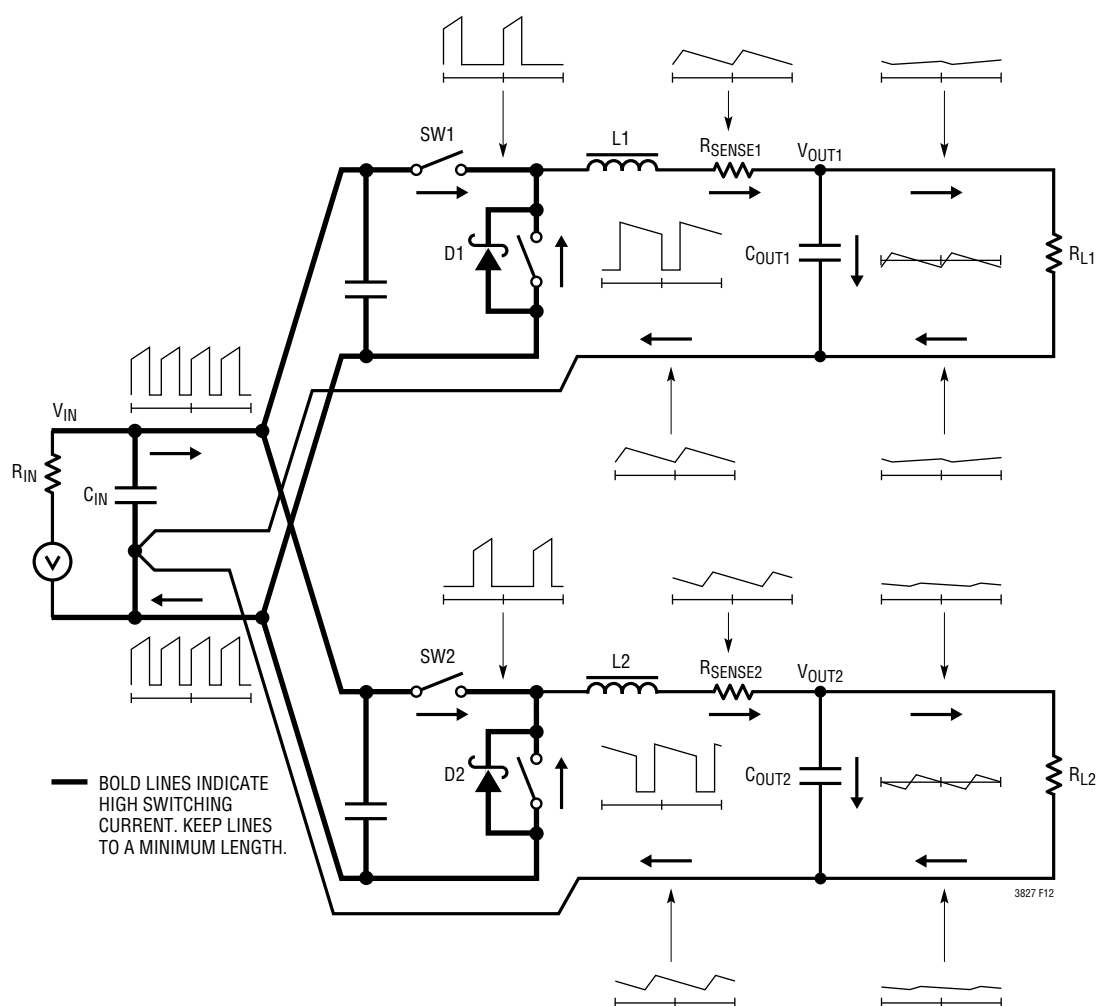 SW1
L1
RSENSE1
VOUT1
D1
COUT1
RL1
VIN
RIN
CIN
V
SW2
L2
RSENSE2
VOUT2
D2
COUT2
RL2
BOLD LINES INDICATE
HIGH SWITCHING
CURRENT. KEEP LINES
TO A MINIMUM LENGTH.
3827 F12